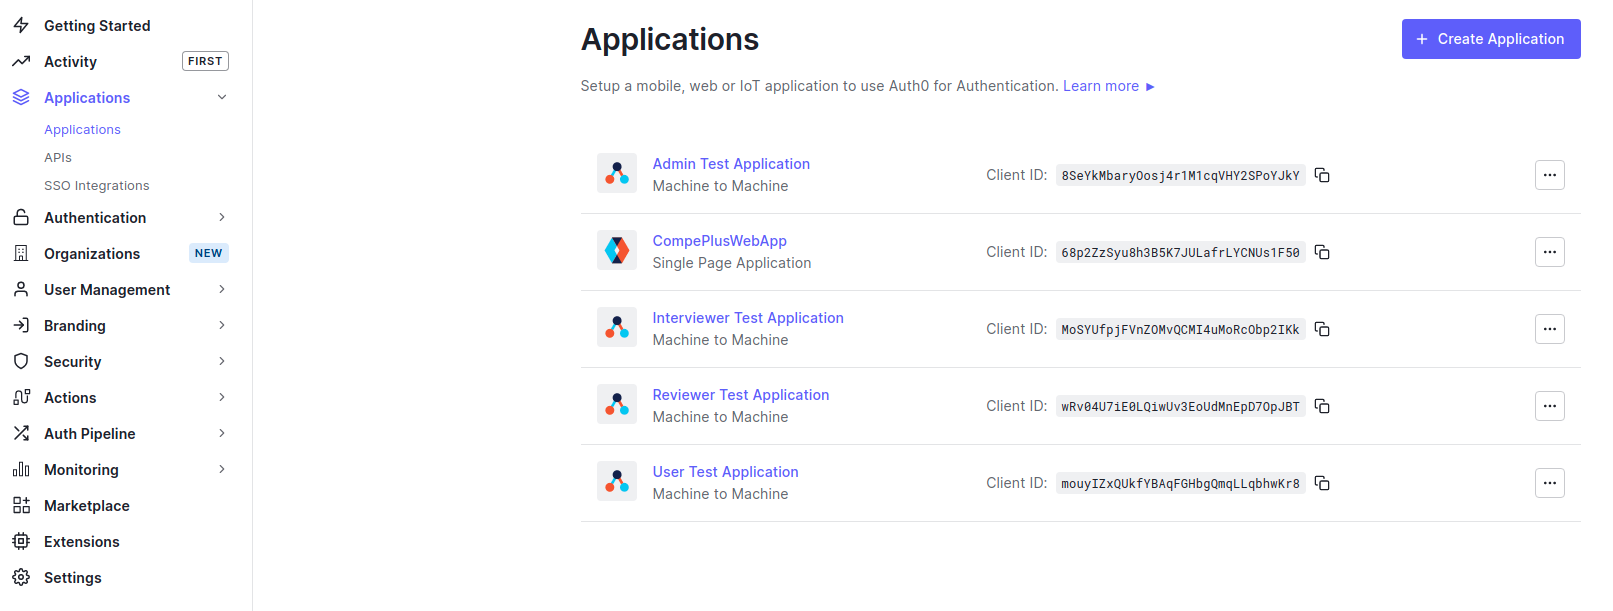 Getting Started
Activity FIRST
Applications
Applications
APIs
SSO Integrations
Authentication
Organizations NEW
User Management
Branding
Security
Actions
Auth Pipeline
Monitoring
Marketplace
Extensions
Settings
Applications
+ Create Application
Setup a mobile, web or IoT application to use Auth0 for Authentication. Learn more ►
Admin Test Application
Machine to Machine
Client ID: 8SeYkMbaryOosj4r1M1cqVHY2SPoYJkY
CompePlusWebApp
Single Page Application
Client ID: 68p2ZzSyu8h3B5K7JULafrLYCNUs1F50
Interviewer Test Application
Machine to Machine
Client ID: MoSYUfpjFVnZOMvQCMI4uMoRcObp2IKk
Reviewer Test Application
Machine to Machine
Client ID: wRv04U7iE0LQiwUv3EoUdMnEpD7OpJBT
User Test Application
Machine to Machine
Client ID: mouyIZxQUkfYBAqFGHbgQmqLLqbhwKr8